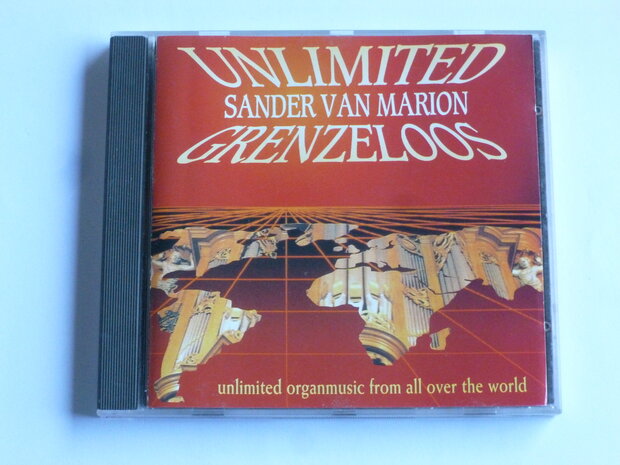 UNLIMITED
SANDER VAN MARION
GRENZELOOS
unlimited organmusic from all over the world